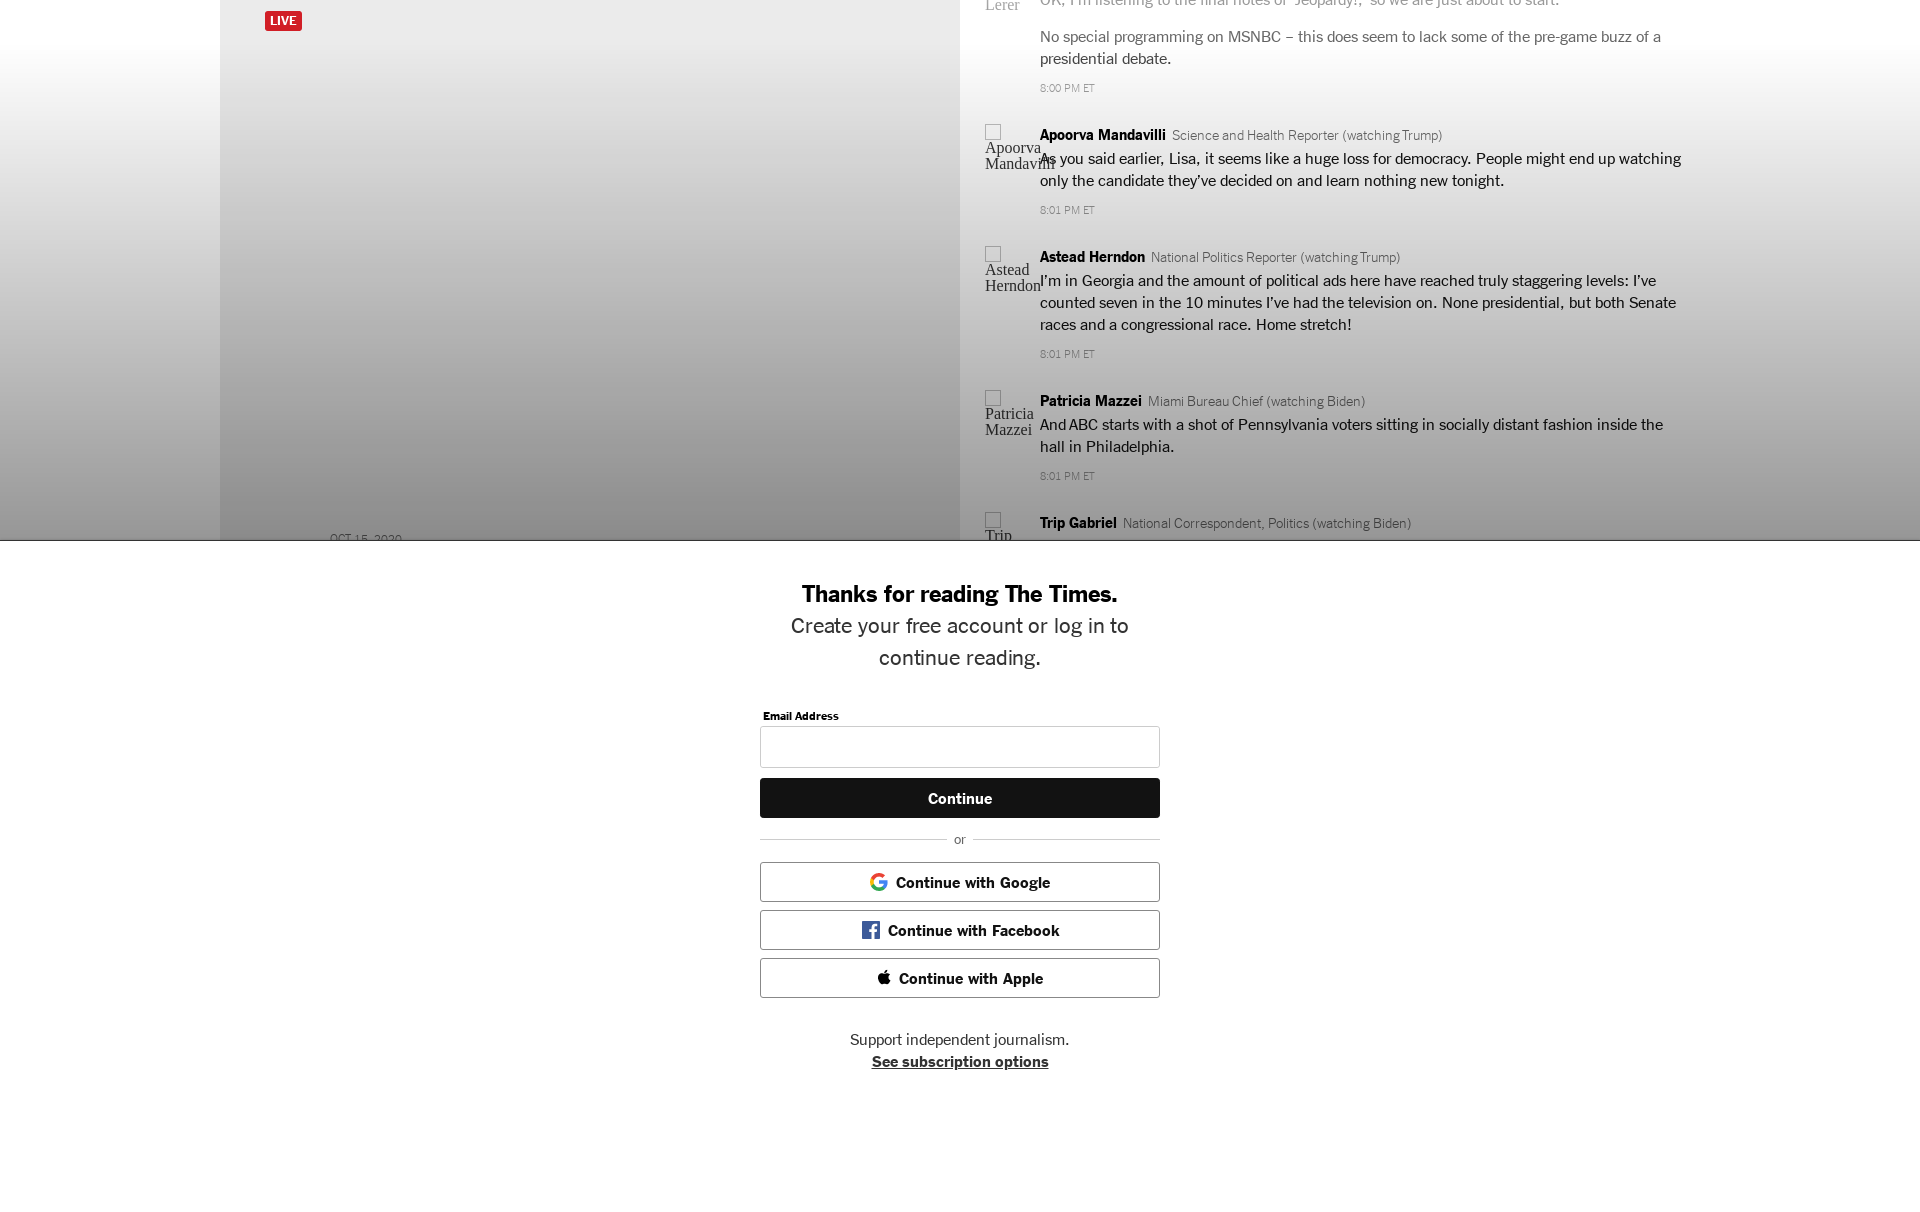 LIVE
OCT 15, 2020
Lerer
OK, I'm listening to the final notes of "Jeopardy!," so we are just about to start.
No special programming on MSNBC – this does seem to lack some of the pre-game buzz of a
presidential debate.
8:00 PM ET
Apoorva Mandavilli
Apoorva Mandavilli Science and Health Reporter (watching Trump)
As you said earlier, Lisa, it seems like a huge loss for democracy. People might end up watching
only the candidate they've decided on and learn nothing new tonight.
8:01 PM ET
Astead
Herndon
Astead Herndon National Politics Reporter (watching Trump)
I'm in Georgia and the amount of political ads here have reached truly staggering levels: I've
counted seven in the 10 minutes I've had the television on. None presidential, but both Senate
races and a congressional race. Home stretch!
8:01 PM ET
Patricia
Mazzei
Patricia Mazzei Miami Bureau Chief (watching Biden)
And ABC starts with a shot of Pennsylvania voters sitting in socially distant fashion inside the
hall in Philadelphia.
8:01 PM ET
Trip
Trip Gabriel National Correspondent, Politics (watching Biden)
Thanks for reading The Times.
Create your free account or log in to
continue reading.
Email Address
Continue
or
Continue with Google
Continue with Facebook
Continue with Apple
Support independent journalism.
See subscription options